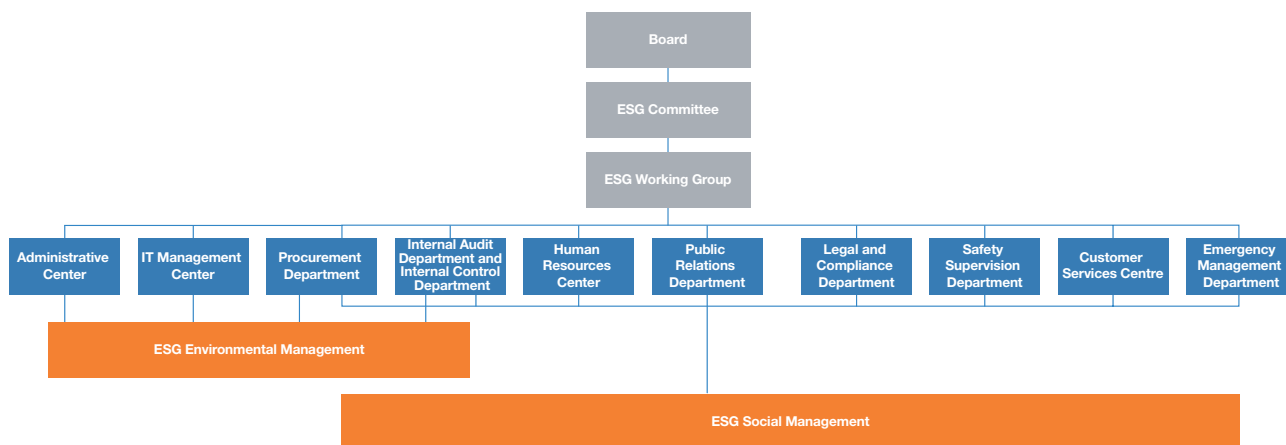 Board
ESG Committee
ESG Working Group
Administrative
Center
IT Management
Center
Procurement
Department
Internal Audit
Department and
Internal Control
Department
Human
Resources
Center
Public
Relations
Department
Legal and
Compliance
Department
Safety
Supervision
Department
Customer
Services Centre
Emergency
Management
Department
ESG Environmental Management
ESG Social Management